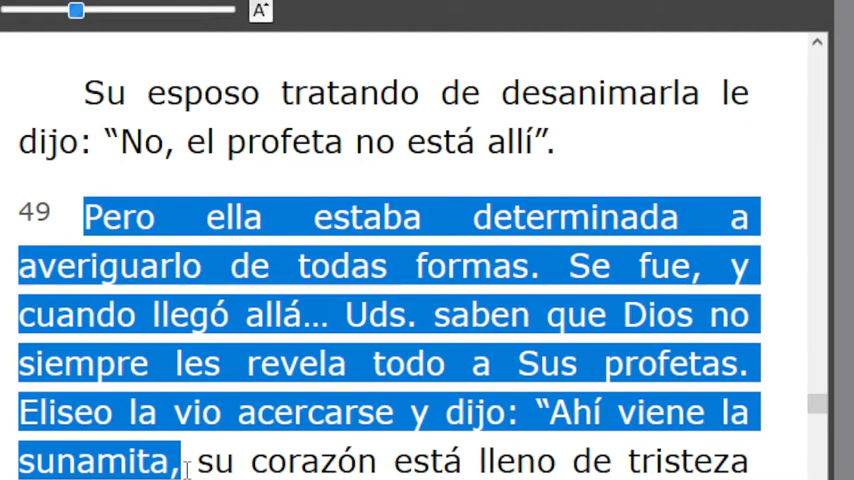 A
Su esposo tratando de desanimarla le
dijo: “No, el profeta no está allí”.
49 Pero ella estaba determinada a
averiguarlo de todas formas. Se fue, y
cuando llegó allá... Uds. saben que Dios no
siempre les revela todo a Sus profetas.
Eliseo la vio acercarse y dijo: “Ahí viene la
sunamita, su corazón está lleno de tristeza